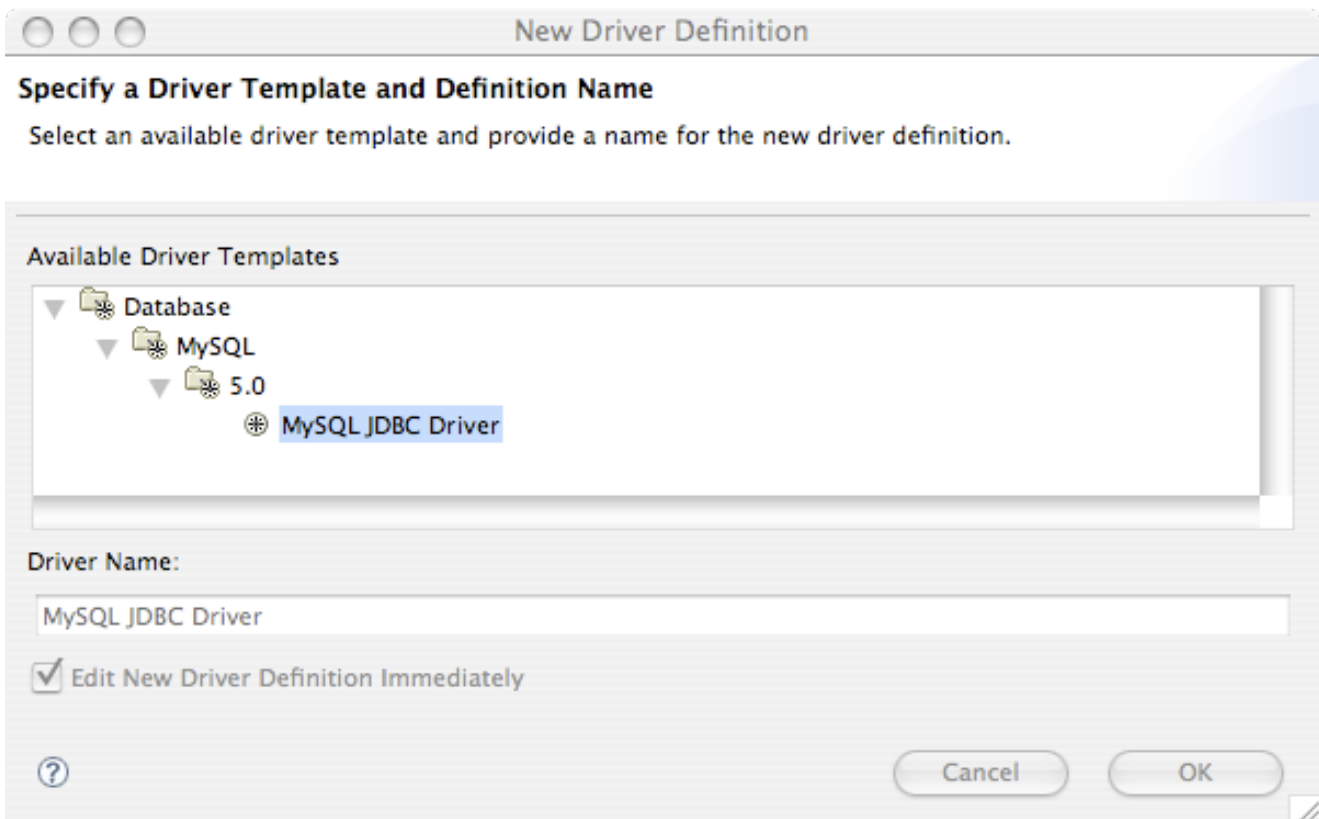 New Driver Definition
Specify a Driver Template and Definition Name
Select an available driver template and provide a name for the new driver definition.
Available Driver Templates
Database
MySQL
5.0
MySQL JDBC Driver
Driver Name:
MySQL JDBC Driver
Edit New Driver Definition Immediately
? Cancel OK